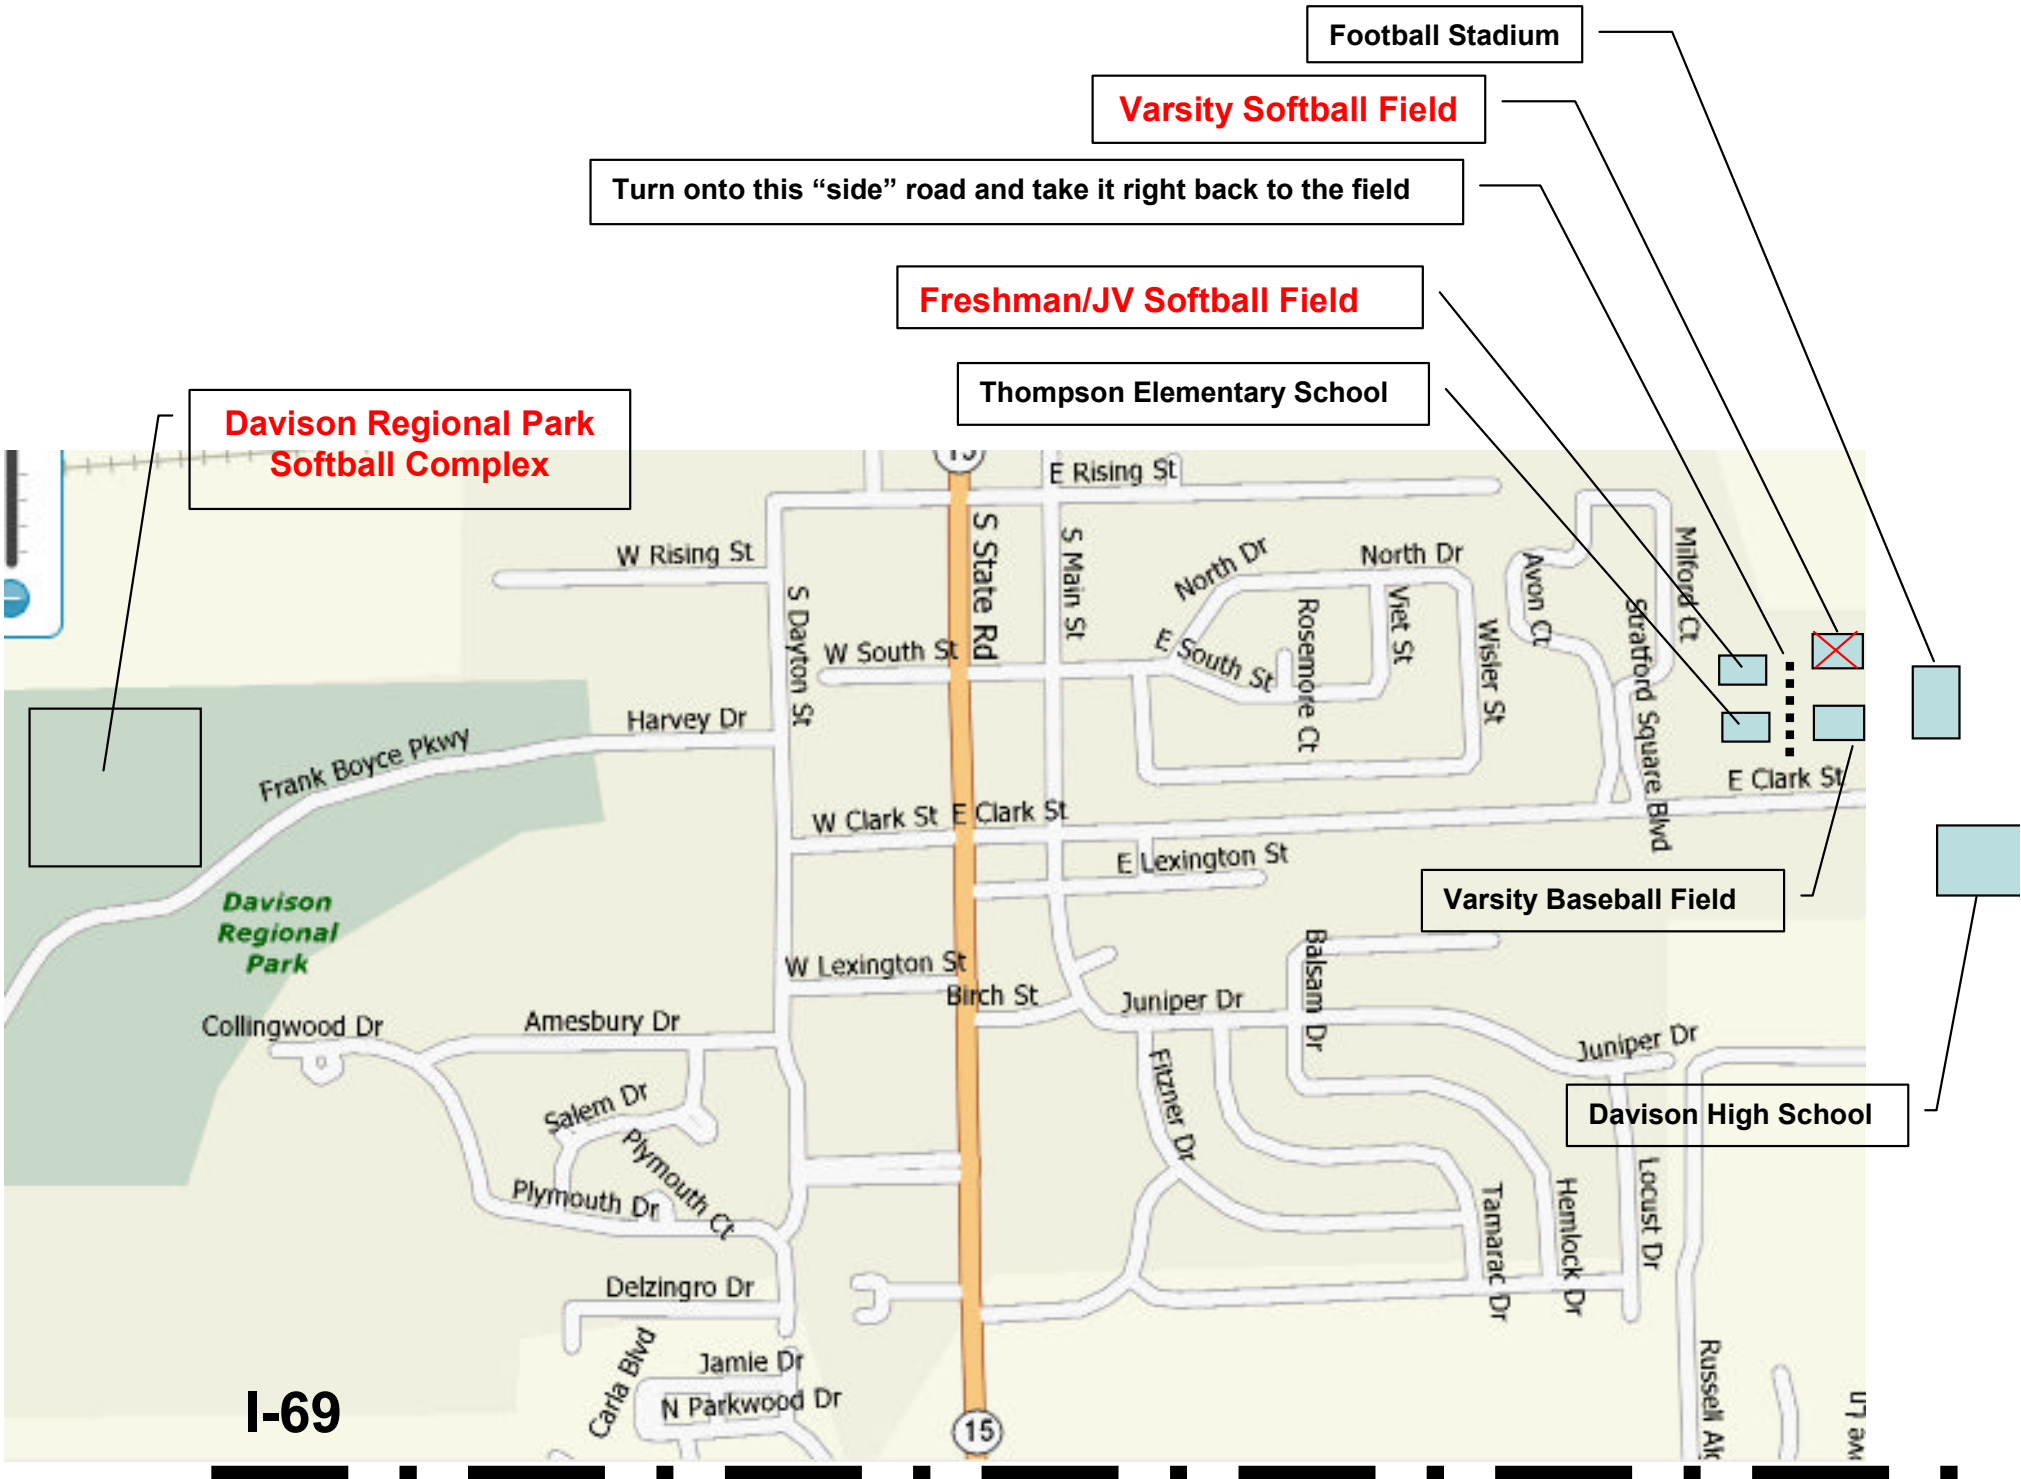 Football Stadium
Varsity Softball Field
Turn onto this “side” road and take it right back to the field
Freshman/JV Softball Field
Thompson Elementary School
Davison Regional Park
Softball Complex
15
E Rising St
S State Rd
S Main St
W Rising St
North Dr
North Dr
Avon Ct
Milford Ct
S Dayton St
Rosemore Ct
Viet St
Wisler St
Stratford Square Blvd
W South St
E South St
Harvey Dr
Frank Boyce Pkwy
E Clark St
W Clark St
E Clark St
E Lexington St
Varsity Baseball Field
Davison
Regional
Park
W Lexington St
Birch St
Balsam Dr
Juniper Dr
Collingwood Dr
Amesbury Dr
Juniper Dr
Fitzner Dr
Salem Dr
Davison High School
Plymouth Ct
Plymouth Dr
Tamarac Dr
Hemlock Dr
Locust Dr
Delzingro Dr
Carla Blvd
Jamie Dr
N Parkwood Dr
Russell
I-69
15